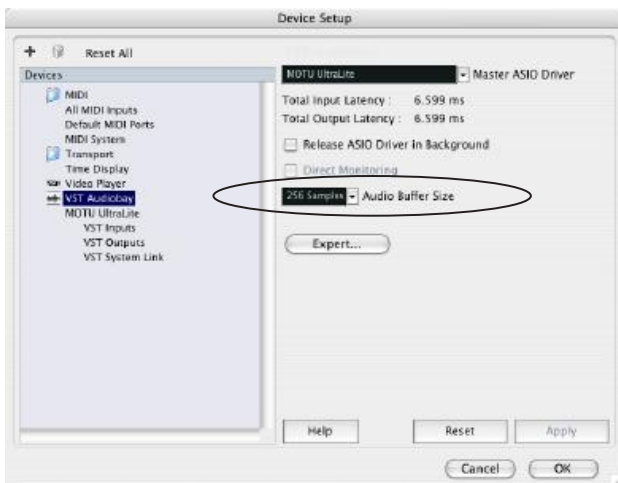 Device Setup
+ Reset All
Devices
MIDI
All MIDI Inputs
Default MIDI Ports
MIDI System
Transport
Time Display
Video Player
VST Audiobay
MOTU UltraLite
VST Inputs
VST Outputs
VST System Link
MOTU UltraLite Master ASIO Driver
Total Input Latency : 6.599 ms
Total Output Latency : 6.599 ms
Release ASIO Driver in Background
Direct Monitoring
256 Samples Audio Buffer Size
Expert...
Help Reset Apply
Cancel OK